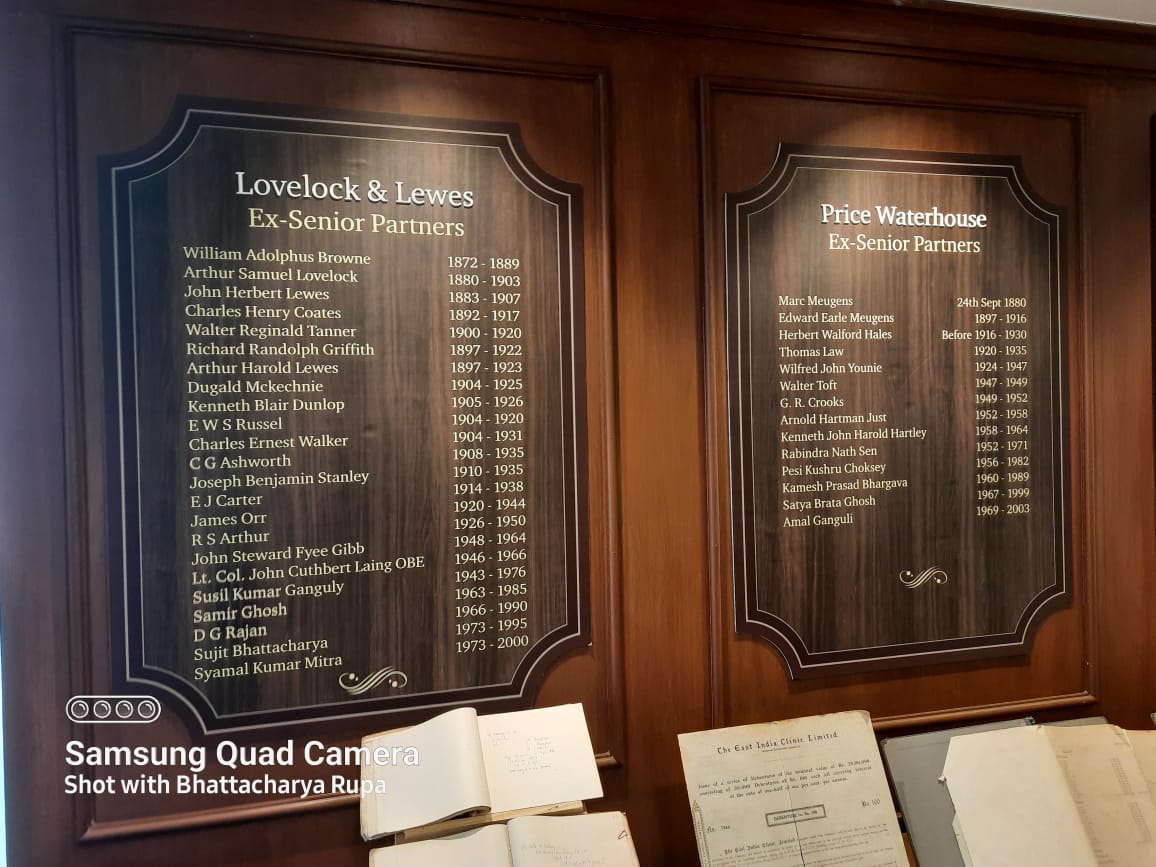 Lovelock & Lewes
Ex-Senior Partners
William Adolphus Browne 1872 - 1889
Arthur Samuel Lovelock 1880 - 1903
John Herbert Lewes 1883 - 1907
Charles Henry Coates 1892 - 1917
Walter Reginald Tanner 1900 - 1920
Richard Randolph Griffith 1897 - 1922
Arthur Harold Lewes 1897 - 1923
Dugald Mckechnie 1904 - 1925
Kenneth Blair Dunlop 1905 - 1926
E W S Russel 1904 - 1920
Charles Ernest Walker 1904 - 1931
C G Ashworth 1908 - 1935
Joseph Benjamin Stanley 1910 - 1935
E J Carter 1914 - 1938
James Orr 1920 - 1944
R S Arthur 1926 - 1950
John Steward Fyee Gibb 1948 - 1964
Lt. Col. John Cuthbert Laing OBE 1946 - 1966
Susil Kumar Ganguly 1943 - 1976
Samir Ghosh 1963 - 1985
D G Rajan 1966 - 1990
Sujit Bhattacharya 1973 - 1995
Syamal Kumar Mitra 1973 - 2000
Price Waterhouse
Ex-Senior Partners
Marc Meugens 24th Sept 1880
Edward Earle Meugens 1897 - 1916
Herbert Walford Hales Before 1916 - 1930
Thomas Law 1920 - 1935
Wilfred John Younie 1924 - 1947
Walter Toft 1947 - 1949
G. R. Crooks 1949 - 1952
Arnold Hartman Just 1952 - 1958
Kenneth John Harold Hartley 1958 - 1964
Rabindra Nath Sen 1952 - 1971
Pesi Kushru Choksey 1956 - 1982
Kamesh Prasad Bhargava 1960 - 1989
Satya Brata Ghosh 1967 - 1999
Amal Ganguli 1969 - 2003
The East India Clinic Limited
No.
Rs 100
The East India Clinic Limited
Samsung Quad Camera
Shot with Bhattacharya Rupa